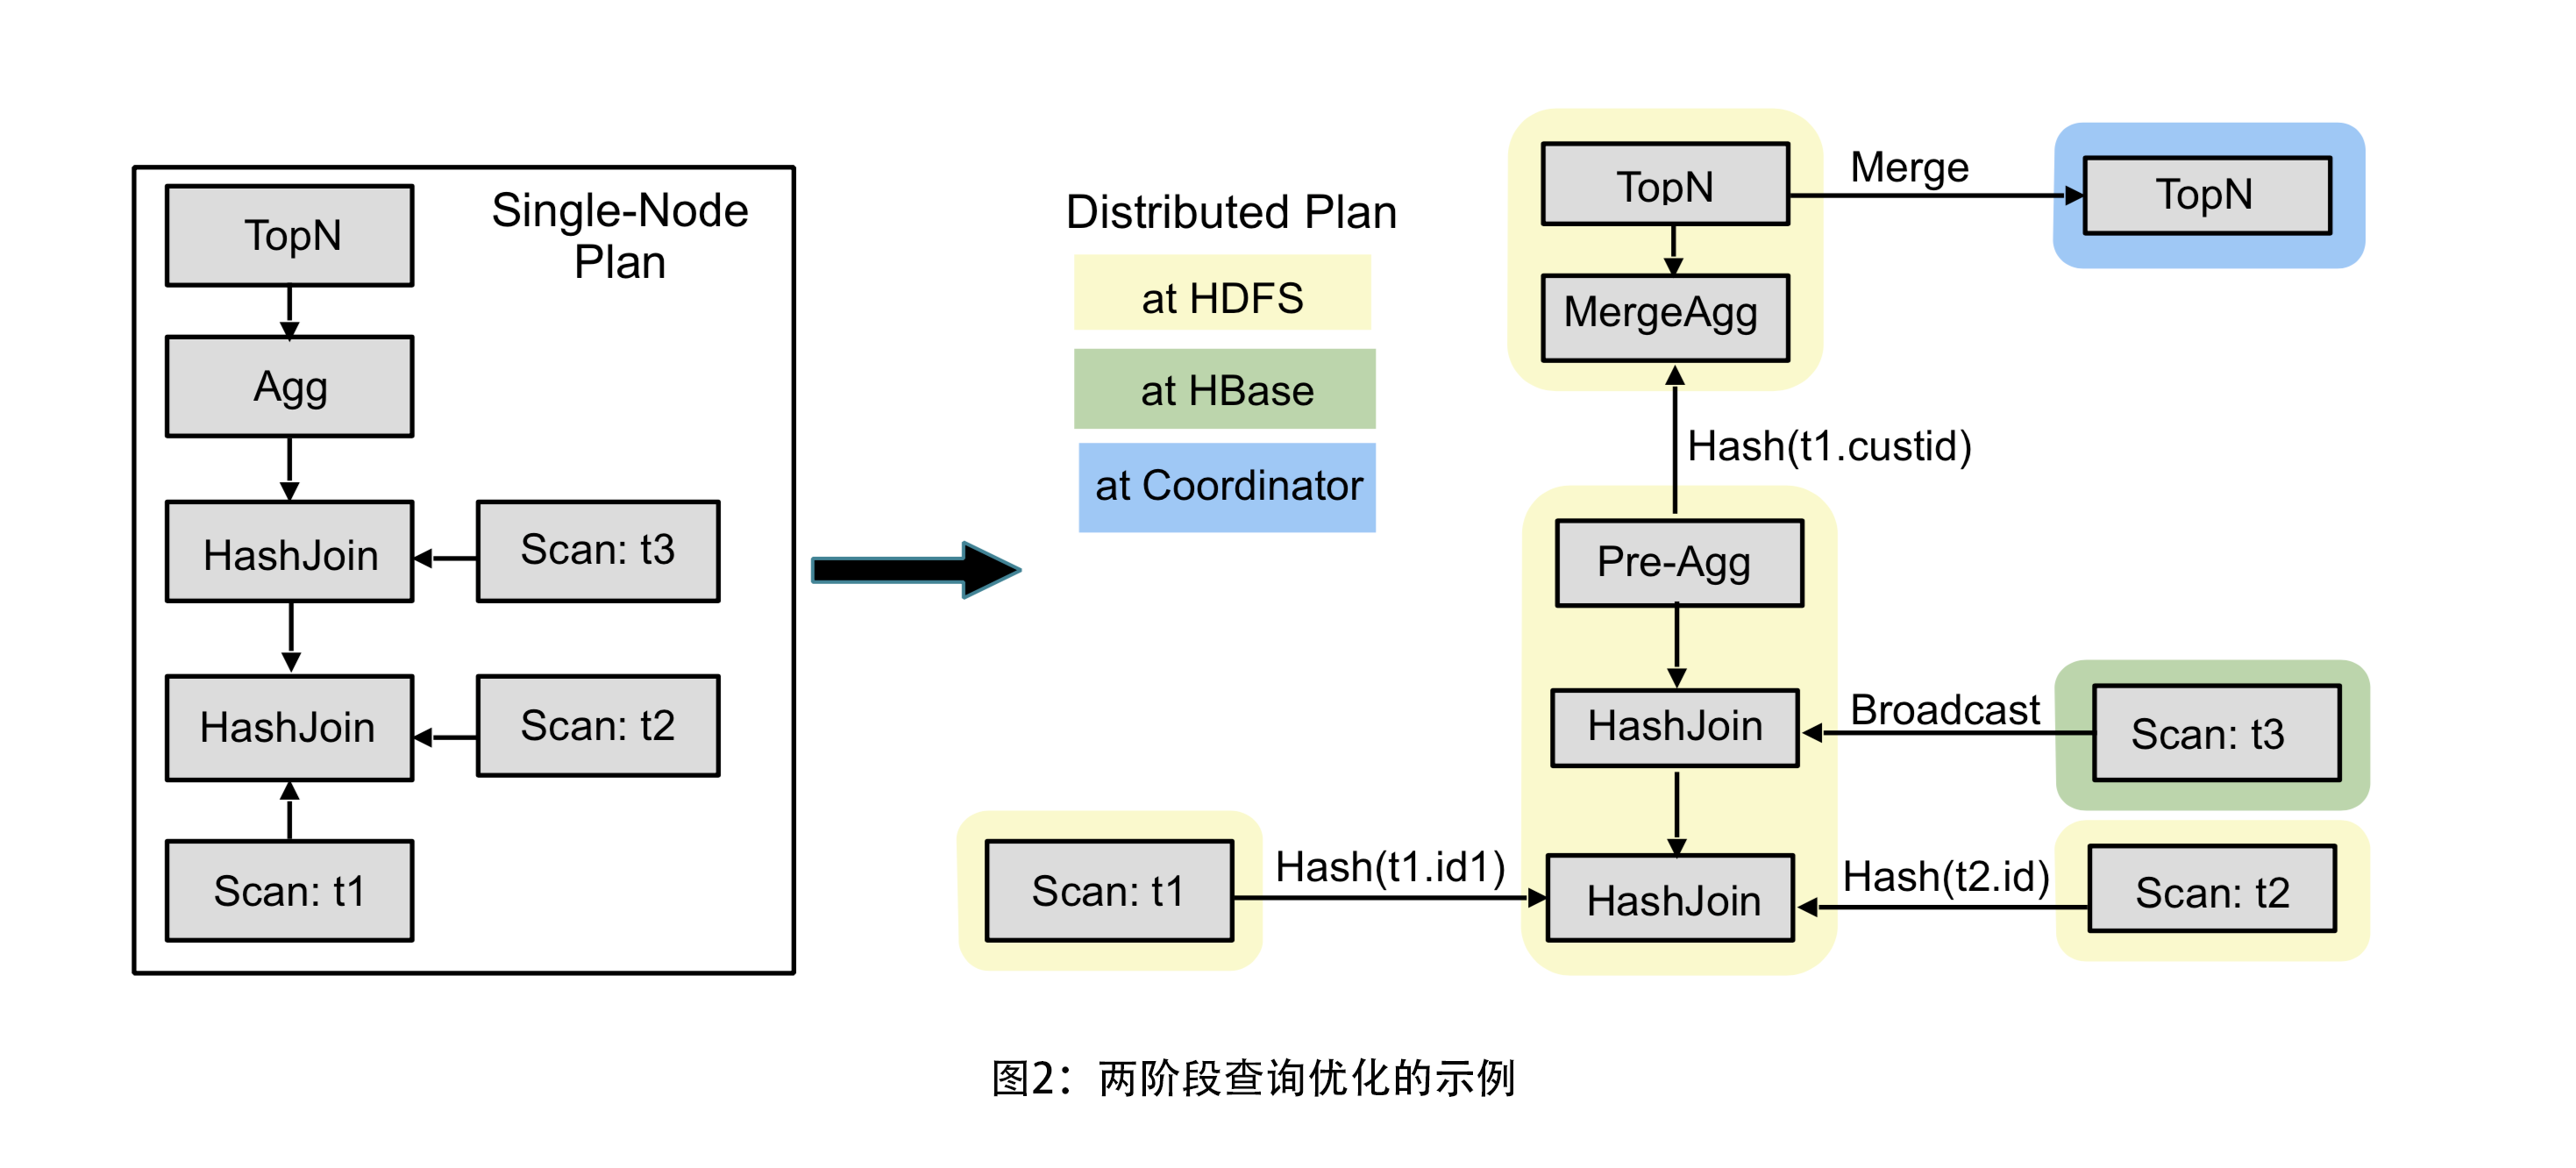 Single-Node
Plan
TopN
Agg
HashJoin
Scan: t3
HashJoin
Scan: t2
Scan: t1
Distributed Plan
at HDFS
at HBase
at Coordinator
TopN
Merge
TopN
MergeAgg
Hash(t1.custid)
Pre-Agg
HashJoin
Broadcast
Scan: t3
Scan: t1
Hash(t1.id1)
HashJoin
Hash(t2.id)
Scan: t2
图2：两阶段查询优化的示例